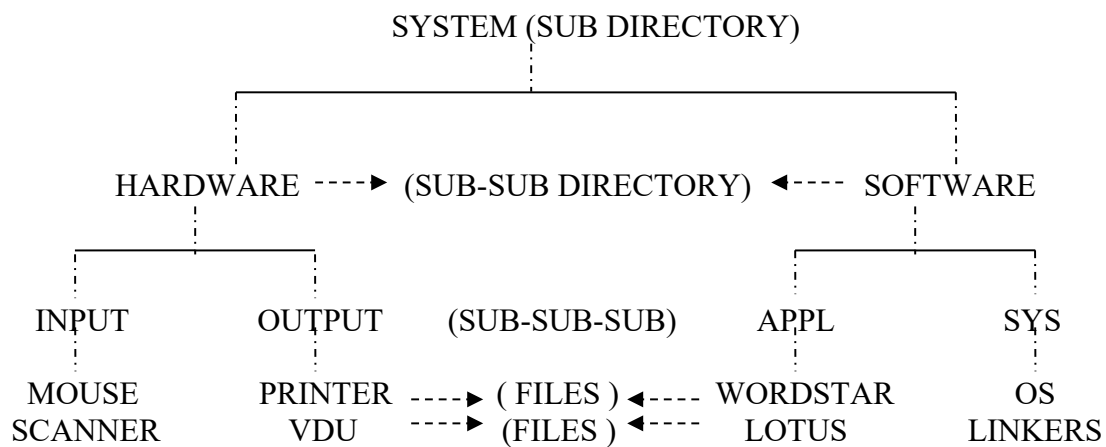 SYSTEM (SUB DIRECTORY)
HARDWARE (SUB-SUB DIRECTORY) SOFTWARE
INPUT OUTPUT (SUB-SUB-SUB) APPL SYS
MOUSE PRINTER ( FILES ) WORDSTAR OS
SCANNER VDU (FILES) LOTUS LINKERS